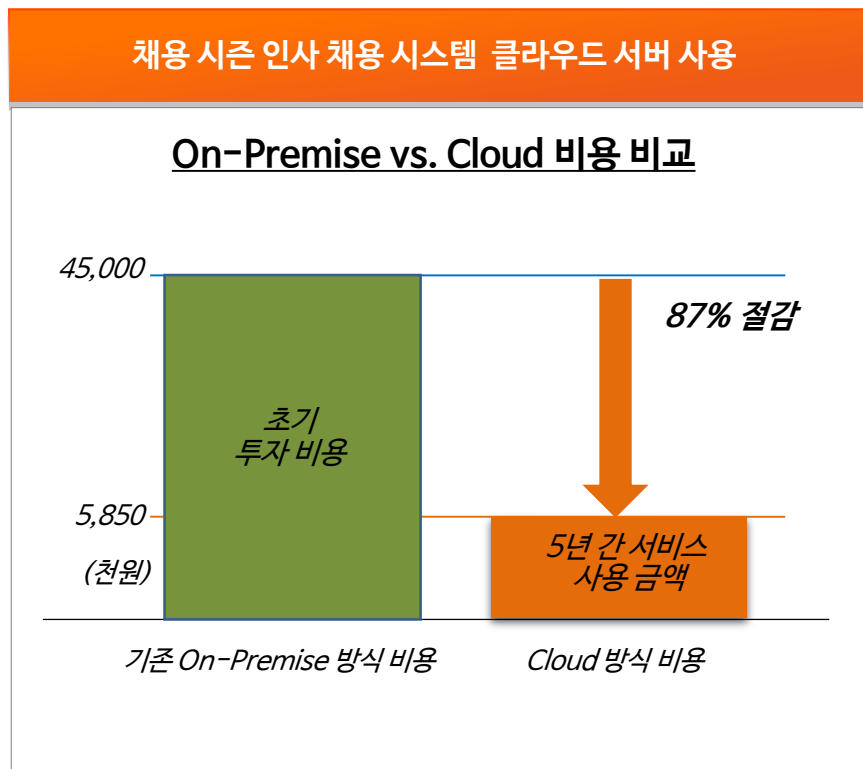 채용 시즌 인사 채용 시스템 클라우드 서버 사용
On-Premise vs. Cloud 비용 비교
45,000
87% 절감
초기
투자 비용
5,850
(천원)
5년 간 서비스
사용 금액
기존 On-Premise 방식 비용
Cloud 방식 비용